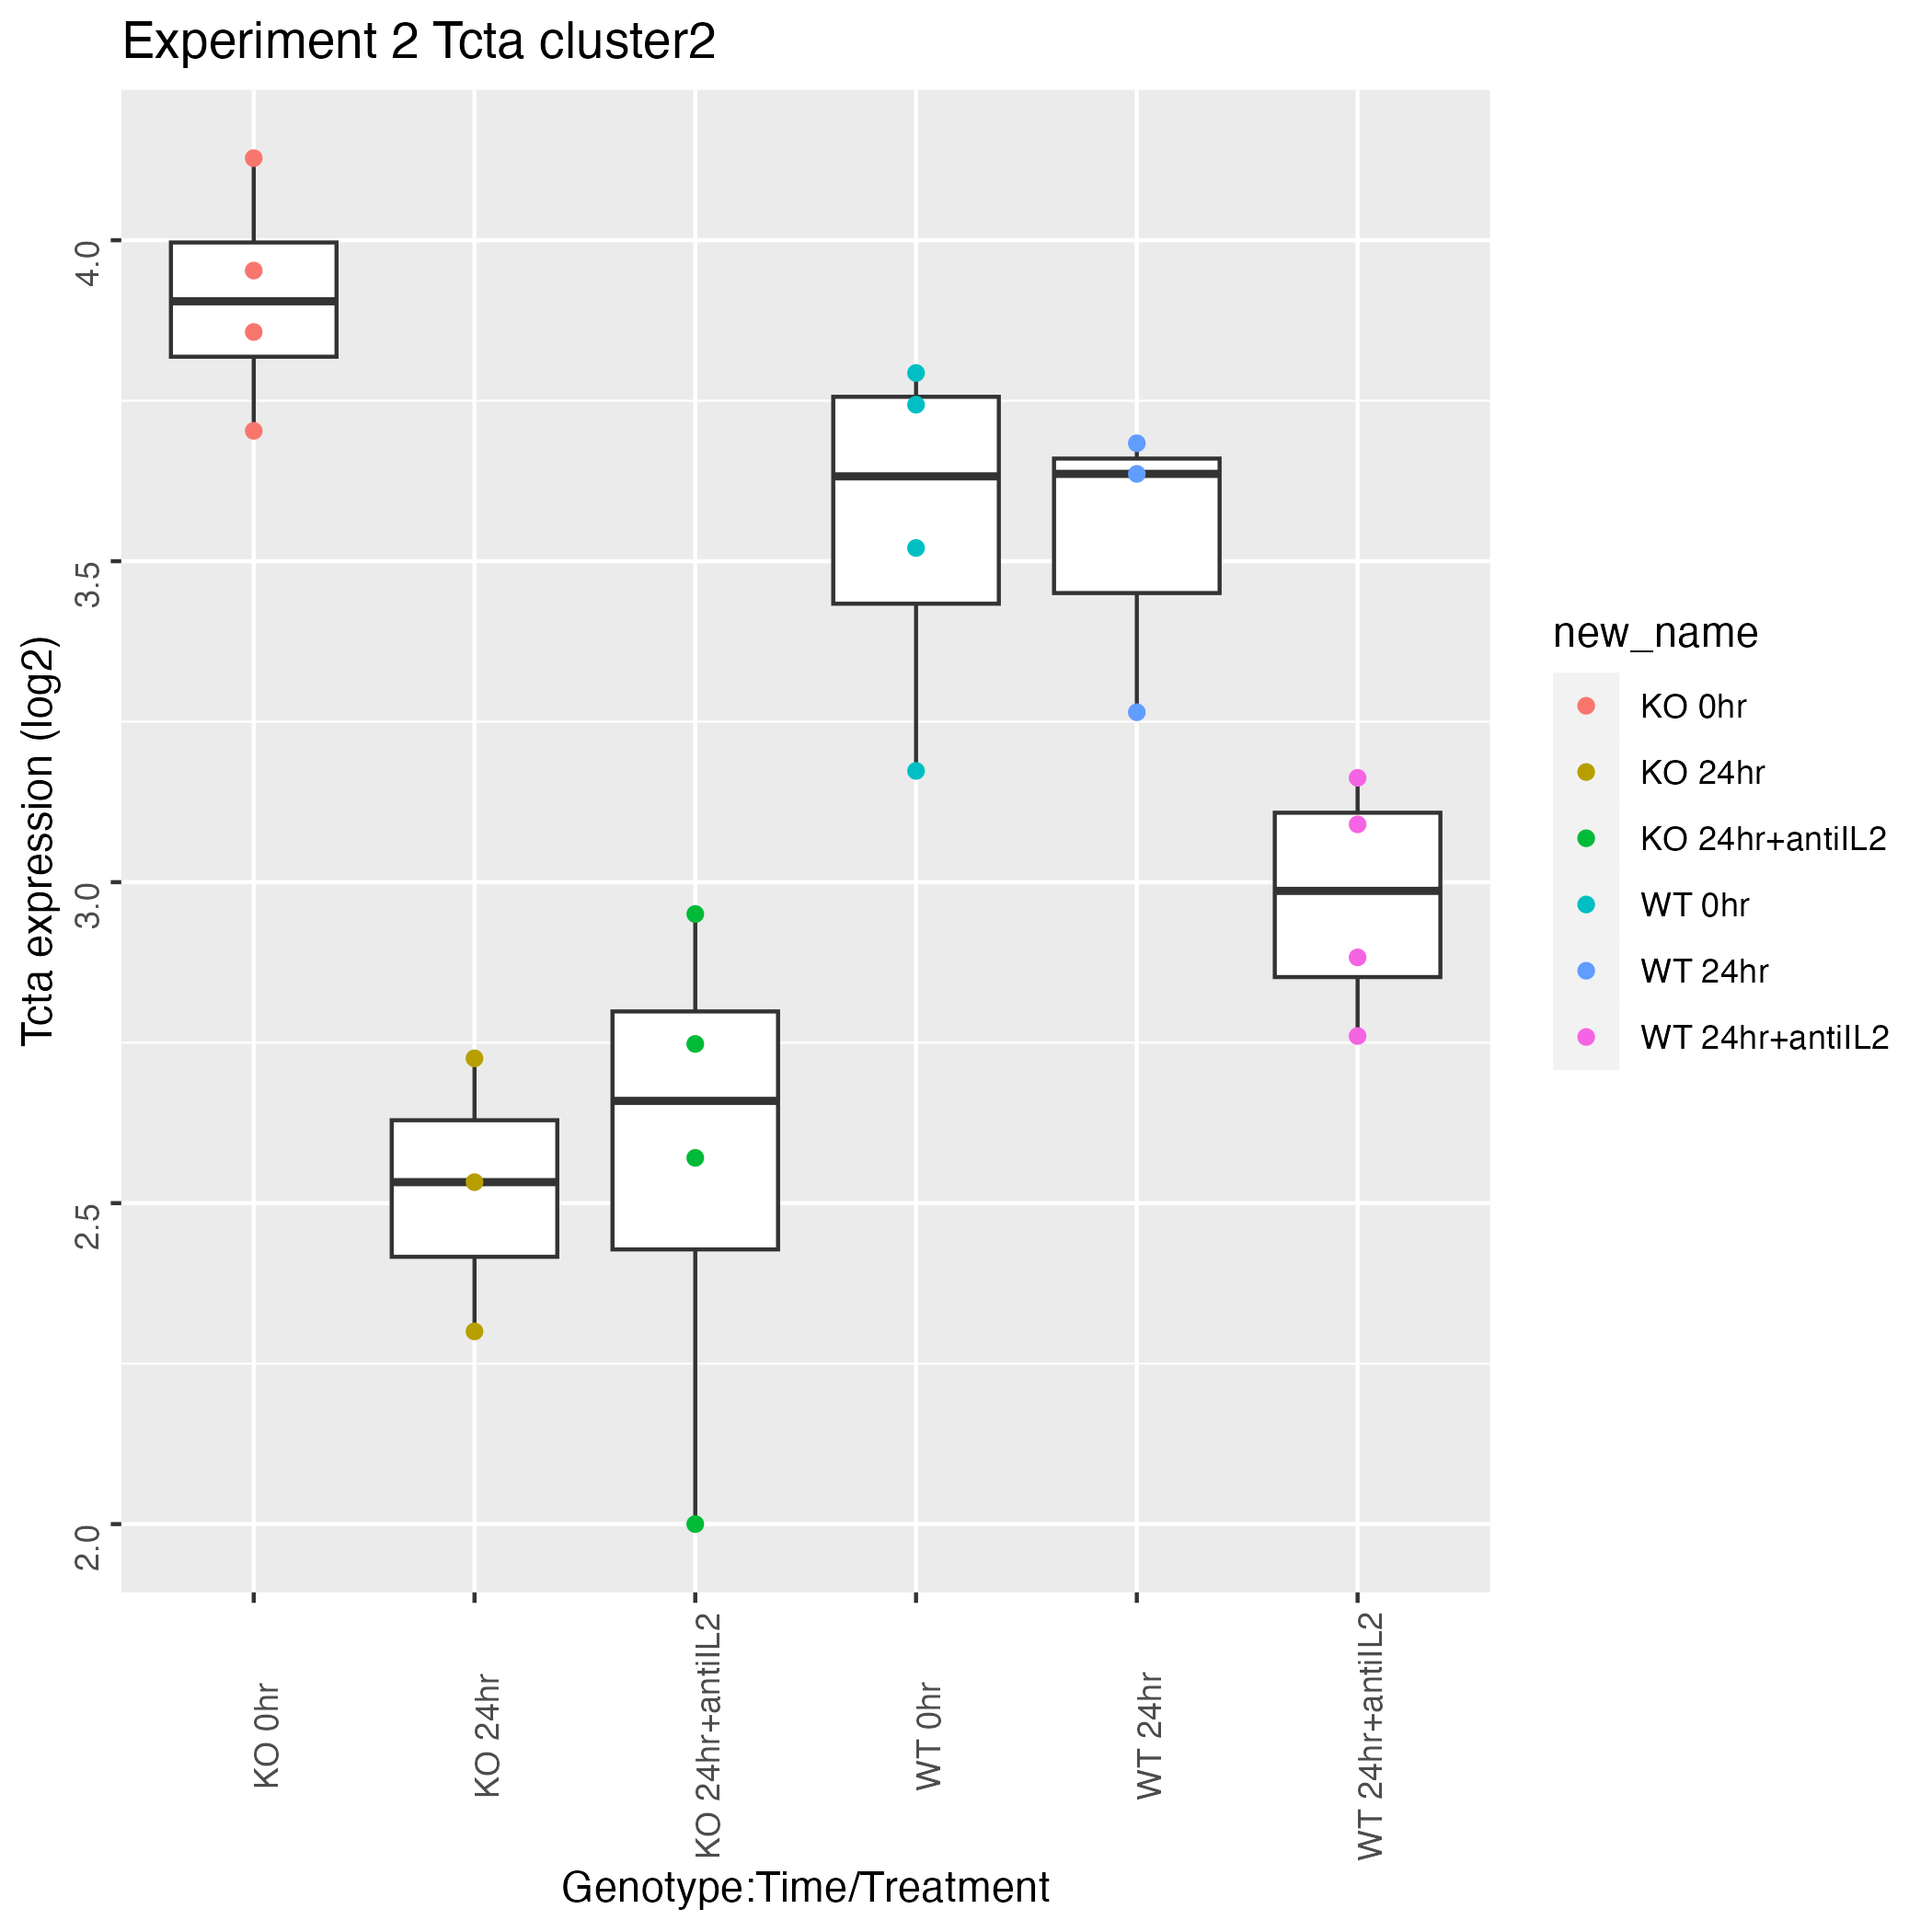 Experiment 2 Tcta cluster2
Tcta expression (log2)
4.0
3.5
3.0
2.5
2.0
KO 0hr
KO 24hr
KO 24hr+antiIL2
WT 0hr
WT 24hr
WT 24hr+antiIL2
Genotype:Time/Treatment
new_name
KO 0hr
KO 24hr
KO 24hr+antiIL2
WT 0hr
WT 24hr
WT 24hr+antiIL2